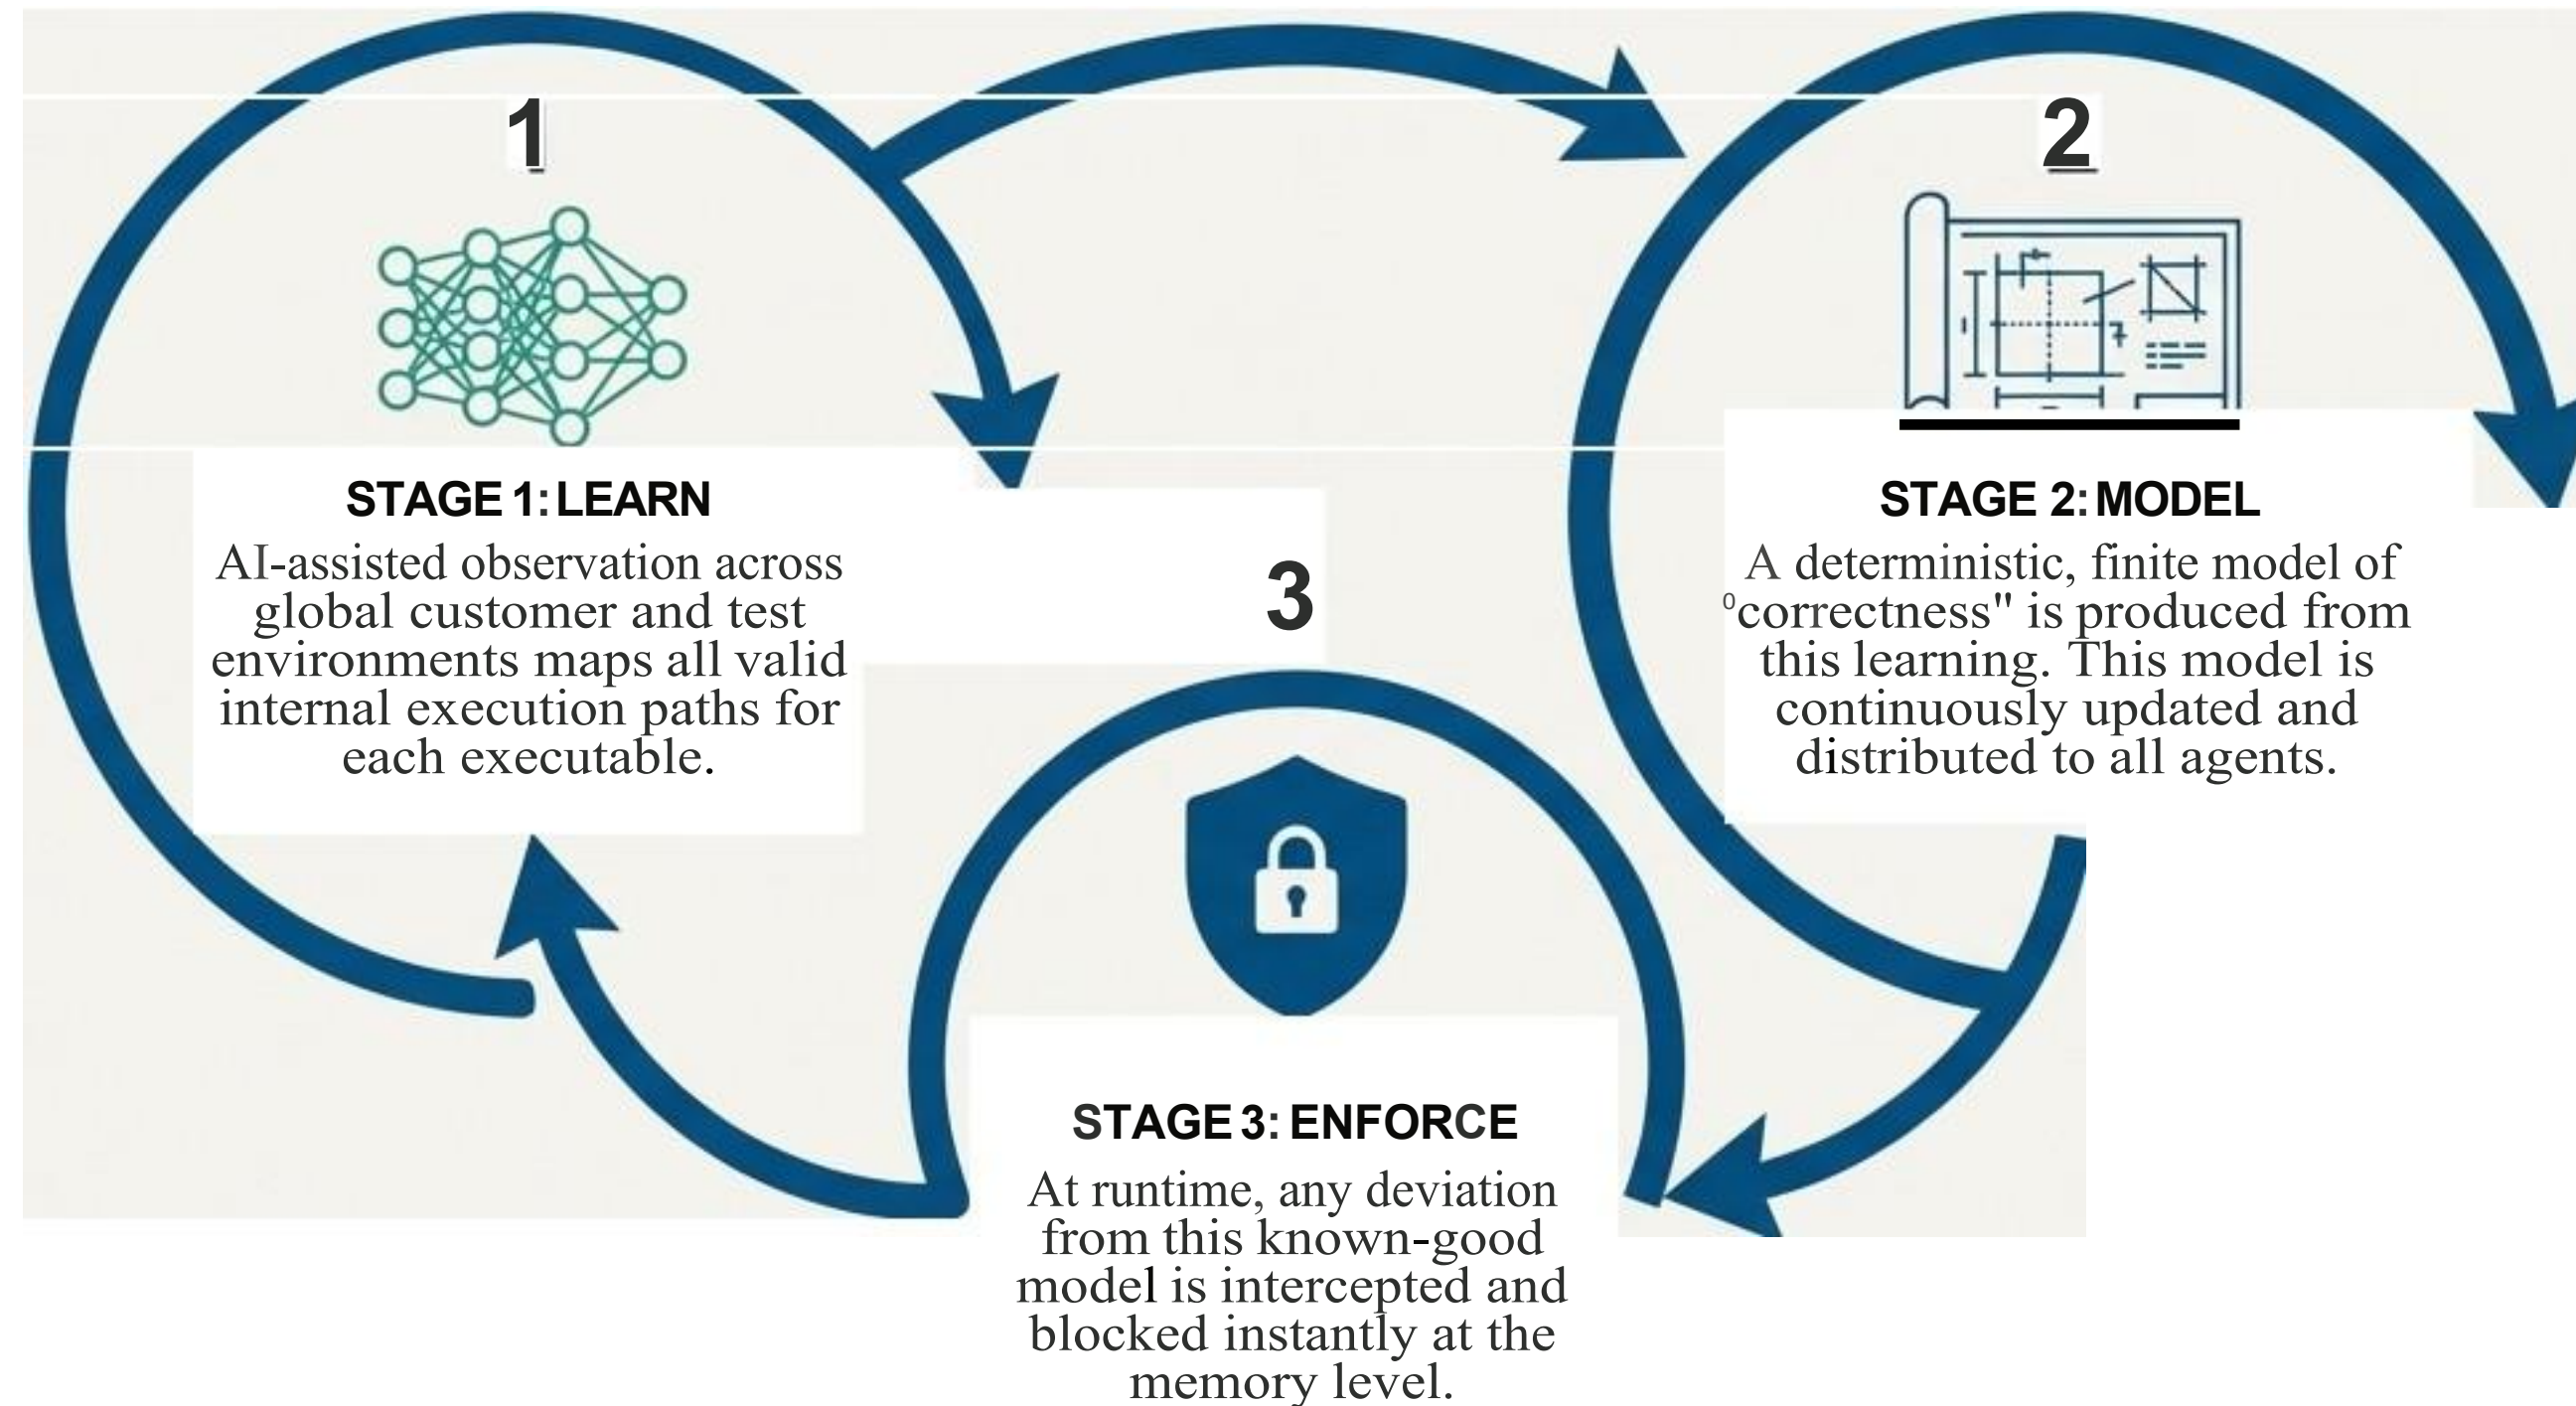 1
STAGE 1: LEARN
AI-assisted observation across
global customer and test
environments maps all valid
internal execution paths for
each executable.
2
STAGE 2: MODEL
A deterministic, finite model of
⁰correctness" is produced from
this learning. This model is
continuously updated and
distributed to all agents.
3
STAGE 3: ENFORCE
At runtime, any deviation
from this known-good
model is intercepted and
blocked instantly at the
memory level.